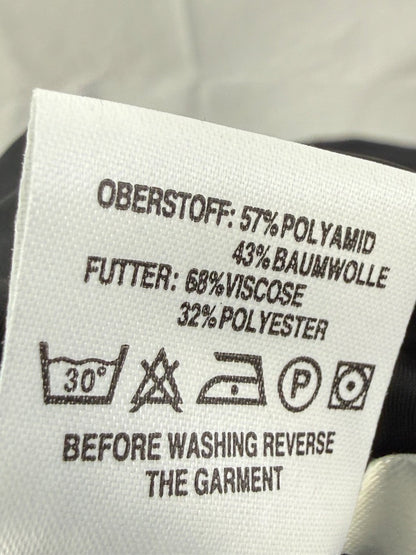 OBERSTOFF: 57% POLYAMID
43% BAUMWOLLE
FUTTER: 68% VISCOSE
32% POLYESTER
30° P
BEFORE WASHING REVERSE
THE GARMENT